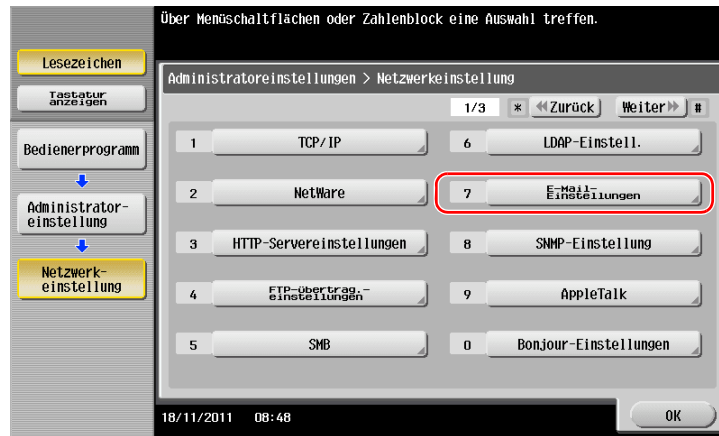 Über Menüschaltflächen oder Zahlenblock eine Auswahl treffen.
Lesezeichen
Tastatur
anzeigen
Bedienerprogramm
Administrator-
einstellung
Netzwerk-
einstellung
Administratoreinstellungen > Netzwerkeinstellung
1/3 * Zurück Weiter #
1 TCP/IP
2 NetWare
3 HTTP-Servereinstellungen
4 FTP-Übertrag.-
einstellungen
5 SMB
6 LDAP-Einstell.
7 E-Mail-
Einstellungen
8 SNMP-Einstellung
9 AppleTalk
0 Bonjour-Einstellungen
18/11/2011 08:48
OK